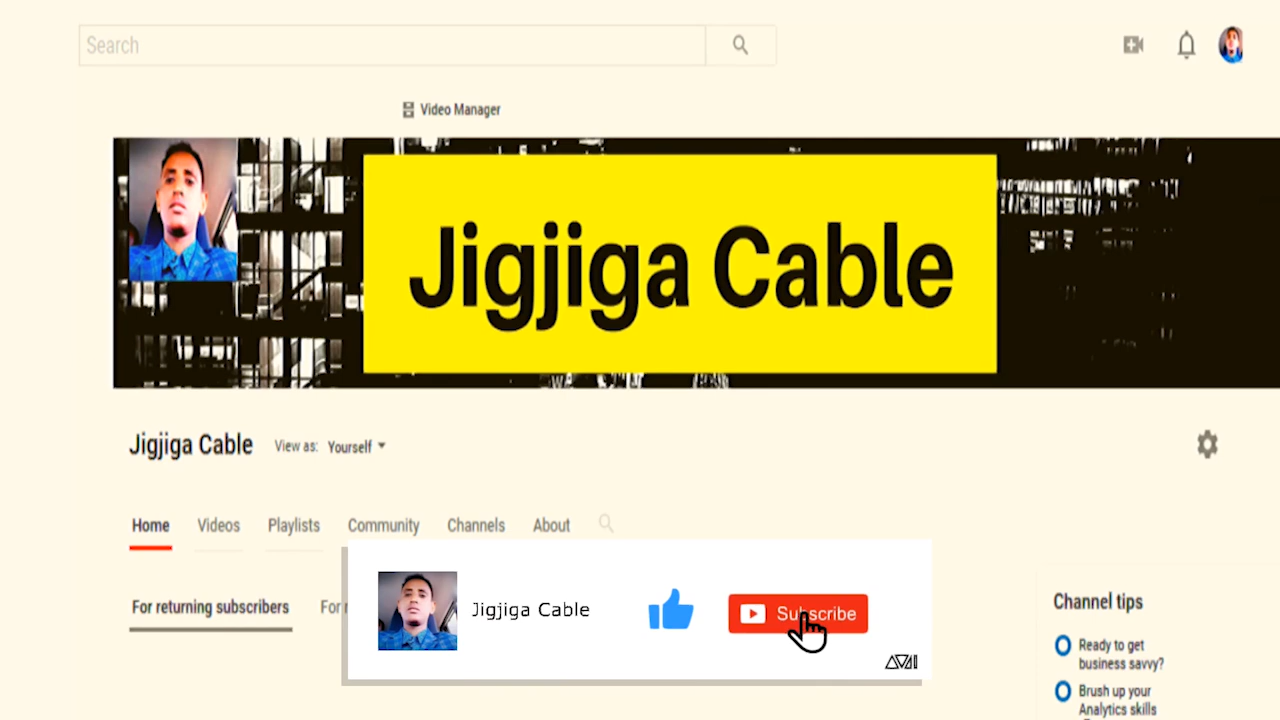 Search
Video Manager
Jigjiga Cable
Jigjiga Cable
View as: Yourself
Home Videos Playlists Community Channels About
For returning subscribers For
Jigjiga Cable
Subscribe
Channel tips
Ready to get
business savvy?
Brush up your
Analytics skills